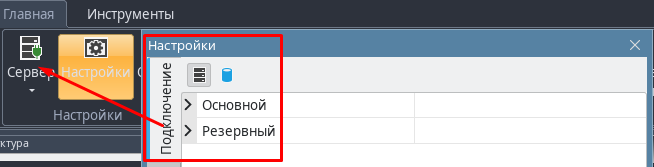 Главная Инструменты
Настройки
Сервер Настройки
Подключение
Основной
Резервный
Настройки
ктура